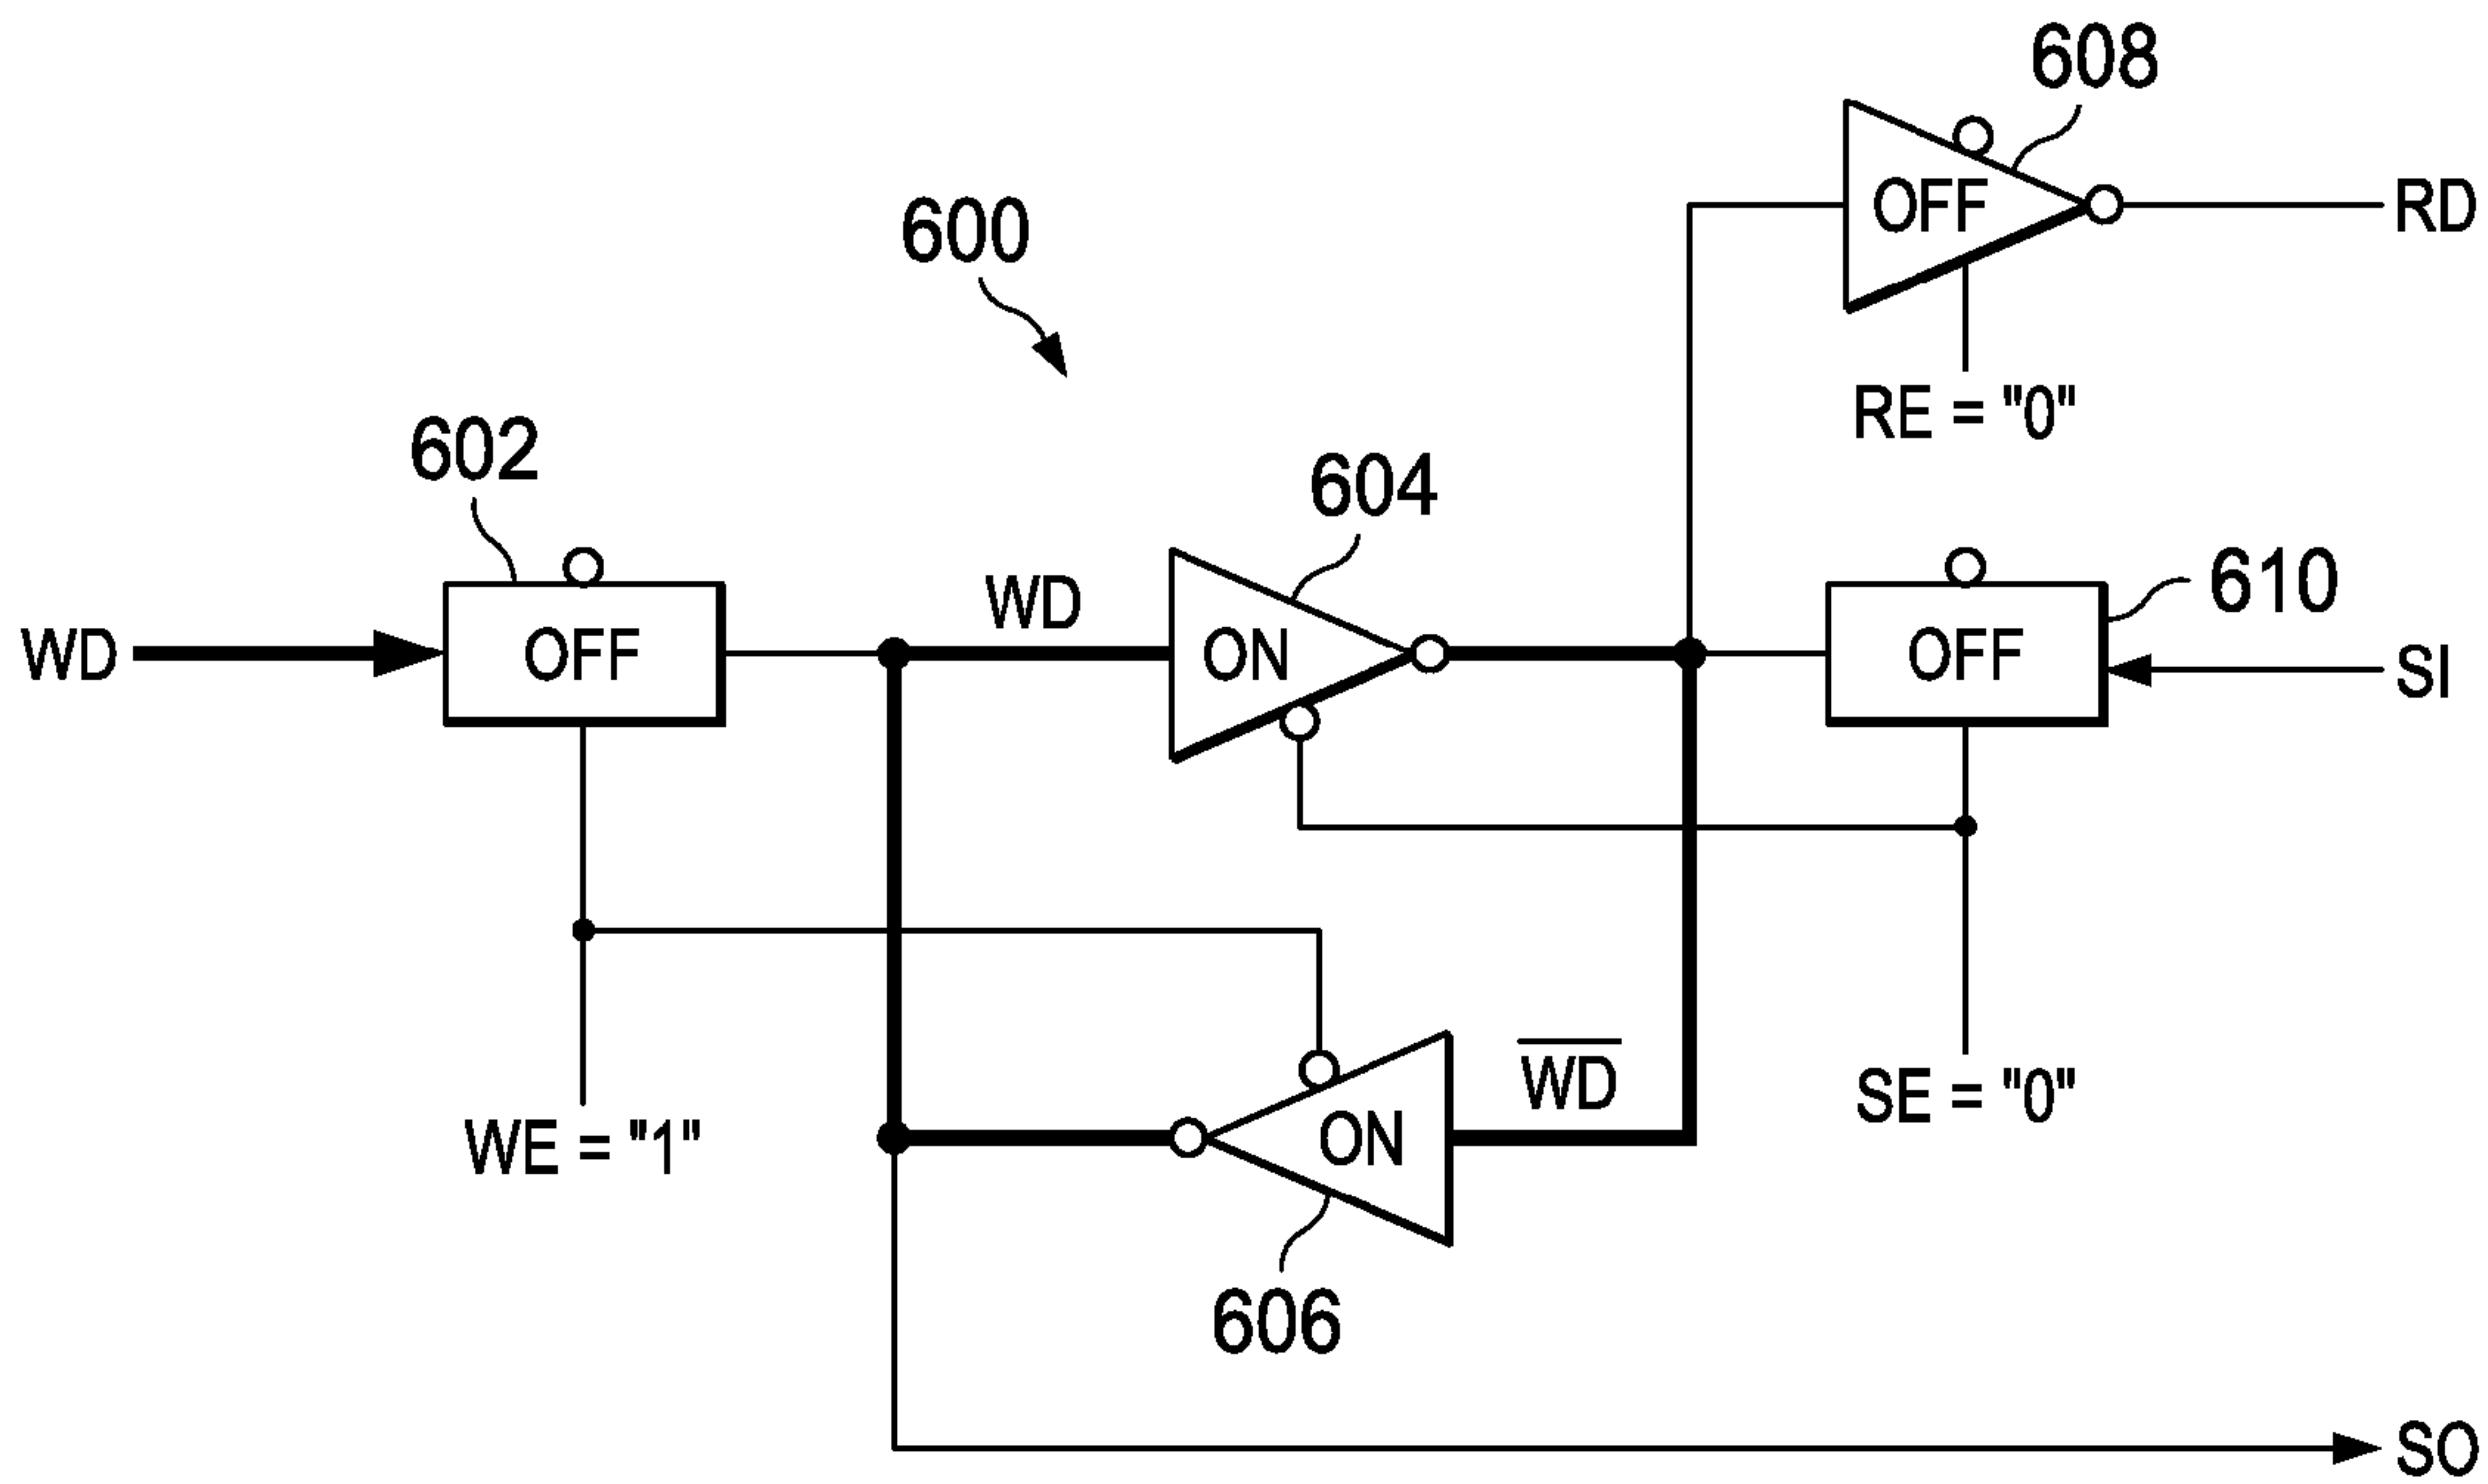 608
OFF
RD
600
RE = "0"
602
604
WD
610
WD
OFF
ON
OFF
SI
WD
ON
WE = "1"
SE = "0"
606
SO